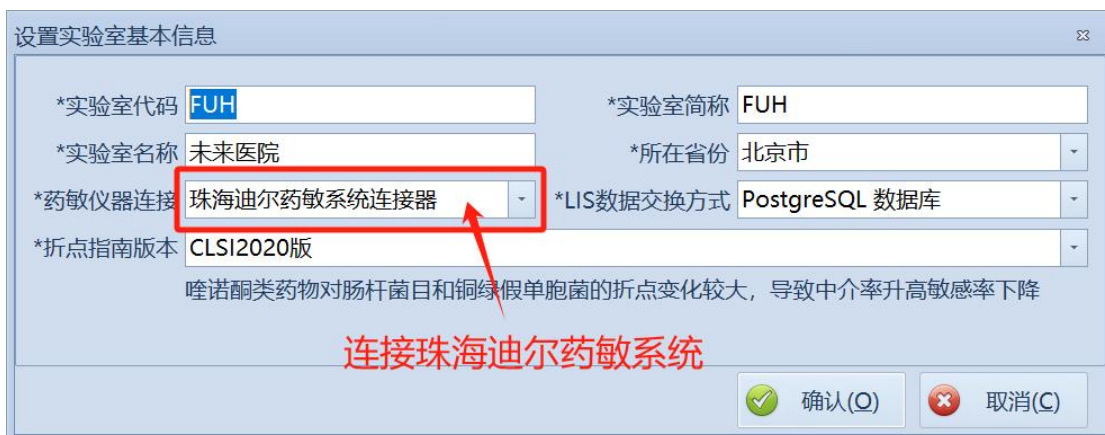 设置实验室基本信息
*实验室代码 FUH *实验室简称 FUH
*实验室名称 未来医院 *所在省份 北京市
*药敏仪器连接 珠海迪尔药敏系统连接器 *LIS数据交换方式 PostgreSQL 数据库
*折点指南版本 CLSI2020版
喹诺酮类药物对肠杆菌目和铜绿假单胞菌的折点变化较大，导致中介率升高敏感率下降
连接珠海迪尔药敏系统
确认(O) 取消(C)